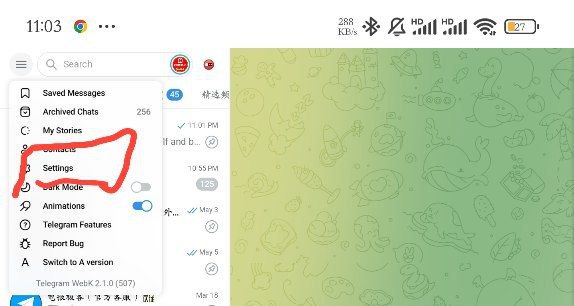 11:03
288
KB/s
HD
HD
27
Search
Saved Messages
45
精选频
Archived Chats
256
11:01 PM
My Stories
lf and b...
Contacts
Settings
10:55 PM
125
Dark Mode
Animations
外...
May 3
Telegram Features
Report Bug
May 5
Switch to A version
Telegram WebK 2.1.0 (507)
Mar 18